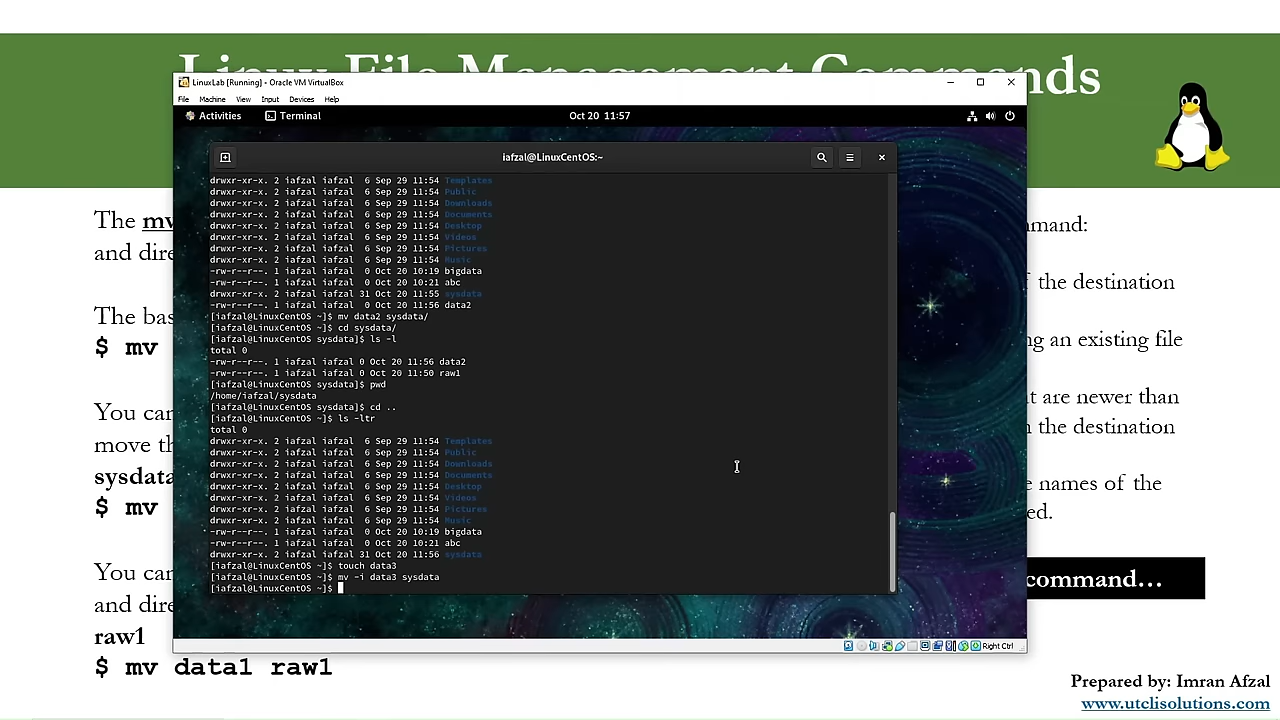 Linux File Management Commands
LinuxLab [Running] - Oracle VM VirtualBox
File Machine View Input Devices Help
Activities Terminal Oct 20 11:57
iafzal@LinuxCentOS:~
drwxr-xr-x. 2 iafzal iafzal 6 Sep 29 11:54 Templates
drwxr-xr-x. 2 iafzal iafzal 6 Sep 29 11:54 Public
drwxr-xr-x. 2 iafzal iafzal 6 Sep 29 11:54 Downloads
drwxr-xr-x. 2 iafzal iafzal 6 Sep 29 11:54 Documents
drwxr-xr-x. 2 iafzal iafzal 6 Sep 29 11:54 Desktop
drwxr-xr-x. 2 iafzal iafzal 6 Sep 29 11:54 Videos
drwxr-xr-x. 2 iafzal iafzal 6 Sep 29 11:54 Pictures
drwxr-xr-x. 2 iafzal iafzal 6 Sep 29 11:54 Music
-rw-r--r--. 1 iafzal iafzal 0 Oct 20 10:19 bigdata
-rw-r--r--. 1 iafzal iafzal 0 Oct 20 10:21 abc
drwxr-xr-x. 2 iafzal iafzal 31 Oct 20 11:55 sysdata
-rw-r--r--. 1 iafzal iafzal 0 Oct 20 11:56 data2
[iafzal@LinuxCentOS ~]$ mv data2 sysdata/
[iafzal@LinuxCentOS ~]$ cd sysdata/
[iafzal@LinuxCentOS sysdata]$ ls -l
total 0
-rw-r--r--. 1 iafzal iafzal 0 Oct 20 11:56 data2
-rw-r--r--. 1 iafzal iafzal 0 Oct 20 11:50 raw1
[iafzal@LinuxCentOS sysdata]$ pwd
/home/iafzal/sysdata
[iafzal@LinuxCentOS sysdata]$ cd ..
[iafzal@LinuxCentOS ~]$ ls -ltr
total 0
drwxr-xr-x. 2 iafzal iafzal 6 Sep 29 11:54 Templates
drwxr-xr-x. 2 iafzal iafzal 6 Sep 29 11:54 Public
drwxr-xr-x. 2 iafzal iafzal 6 Sep 29 11:54 Downloads
drwxr-xr-x. 2 iafzal iafzal 6 Sep 29 11:54 Documents
drwxr-xr-x. 2 iafzal iafzal 6 Sep 29 11:54 Desktop
drwxr-xr-x. 2 iafzal iafzal 6 Sep 29 11:54 Videos
drwxr-xr-x. 2 iafzal iafzal 6 Sep 29 11:54 Pictures
drwxr-xr-x. 2 iafzal iafzal 6 Sep 29 11:54 Music
-rw-r--r--. 1 iafzal iafzal 0 Oct 20 10:19 bigdata
-rw-r--r--. 1 iafzal iafzal 0 Oct 20 10:21 abc
drwxr-xr-x. 2 iafzal iafzal 31 Oct 20 11:56 sysdata
[iafzal@LinuxCentOS ~]$ touch data3
[iafzal@LinuxCentOS ~]$ mv -i data3 sysdata
[iafzal@LinuxCentOS ~]$
Right Ctrl
The mv
and dire
The bas
$ mv
You can
move th
sysdata
$ mv
You can
and dire
raw1
$ mv data1 raw1
mmand:
f the destination
ng an existing file
t are newer than
n the destination
e names of the
ed.
command…
Prepared by: Imran Afzal
www.utclisolutions.com